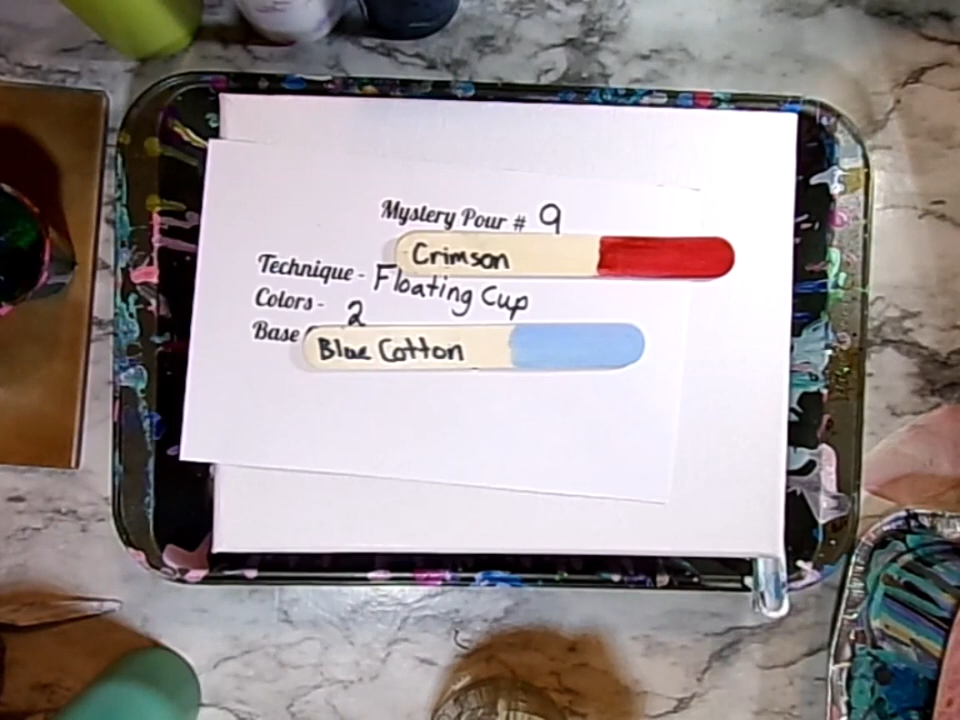 Mystery Pour # 9
Crimson
Technique - Floating Cup
Colors - 2
Base
Blue Cotton